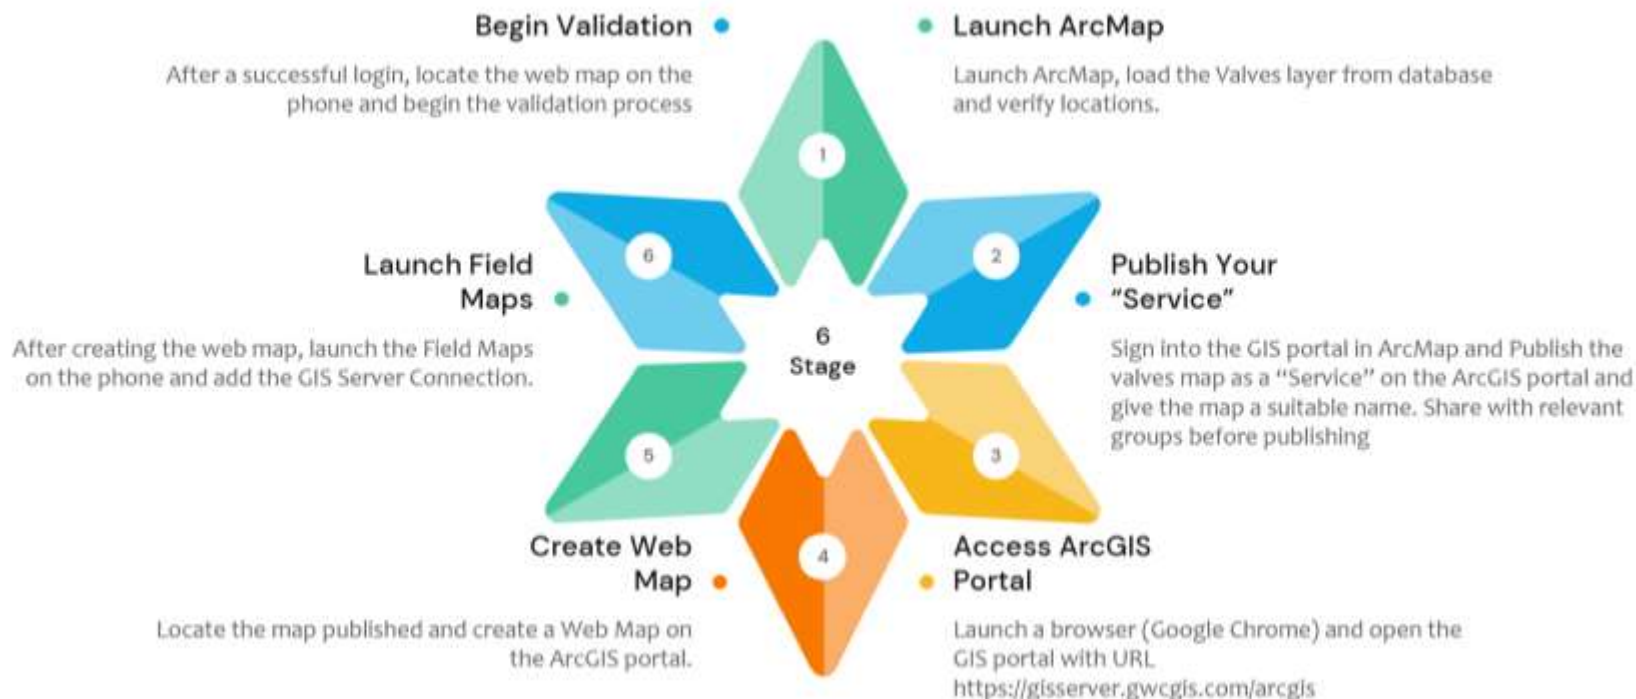 Launch ArcMap
Launch ArcMap, load the Valves layer from database
and verify locations.
1
2
Publish Your
“Service”
Sign into the GIS portal in ArcMap and Publish the
valves map as a “Service” on the ArcGIS portal and
give the map a suitable name. Share with relevant
groups before publishing
3
Access ArcGIS
Portal
Launch a browser (Google Chrome) and open the
GIS portal with URL
https://gisserver.gwcgis.com/arcgis
4
Create Web
Map
Locate the map published and create a Web Map on
the ArcGIS portal.
5
Launch Field
Maps
After creating the web map, launch the Field Maps
on the phone and add the GIS Server Connection.
6
Begin Validation
After a successful login, locate the web map on the
phone and begin the validation process
6
Stage